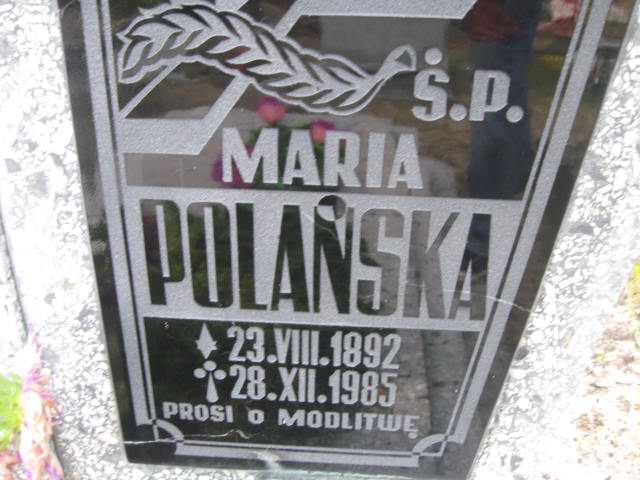 Ś.P.
MARIA
POLAŃSKA
23.VIII.1892
28.XII.1985
PROSI O MODLITWĘ